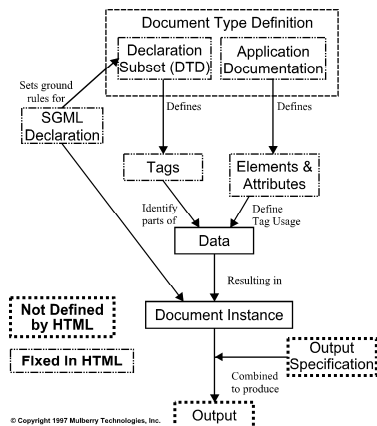 Document Type Definition
Declaration
Subset (DTD)
Application
Documentation
Sets ground
rules for
Defines
Defines
SGML
Declaration
Tags
Elements &
Attributes
Identify
parts of
Define
Tag Usage
Data
Resulting in
Not Defined
by HTML
Document Instance
FIxed In HTML
Output
Specification
Combined
to produce
Output
© Copyright 1997 Mulberry Technologies, Inc.